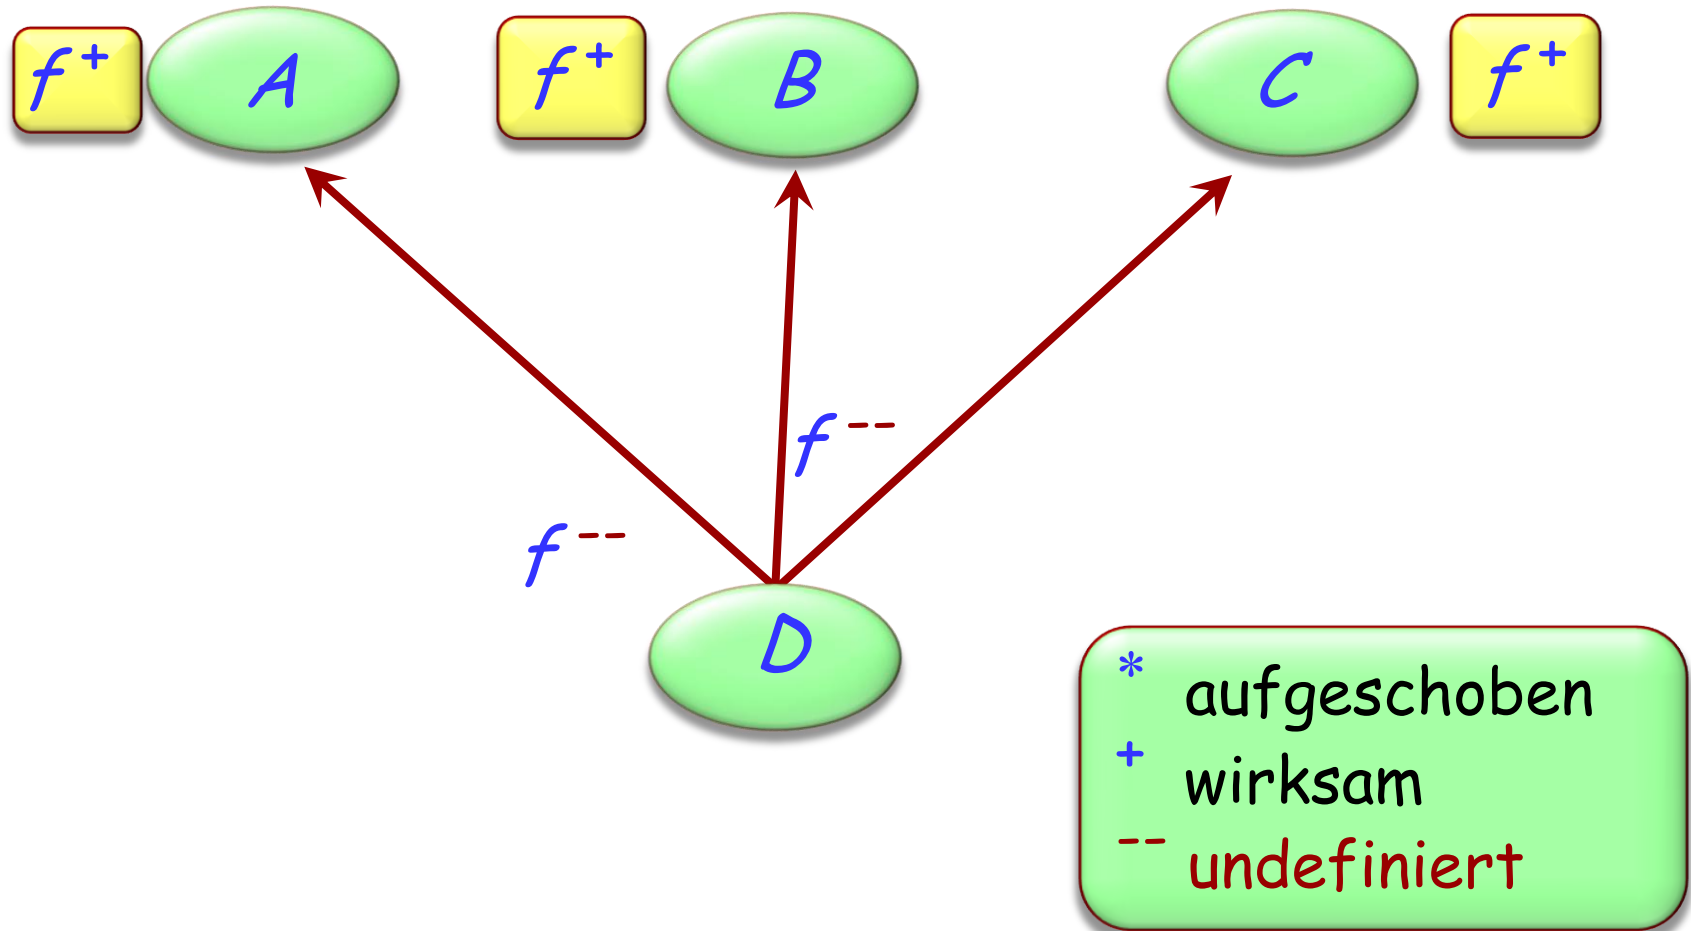 f + A f + B C f +
f --
f --
D
* aufgeschoben
+ wirksam
-- undefiniert